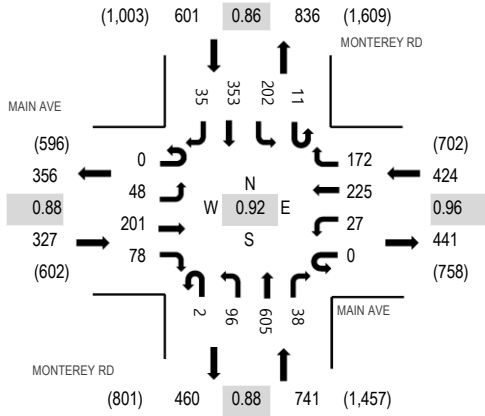 (1,003) 601 0.86 836 (1,609)
MONTEREY RD
35 353 202 11
MAIN AVE
(596) (702)
356 0 172 424
48 N 225
0.88 W 0.92 E 0.96
201 27
327 S 441
78 0
(602) (758)
2 96 605 38
MAIN AVE
MONTEREY RD
(801) 460 0.88 741 (1,457)